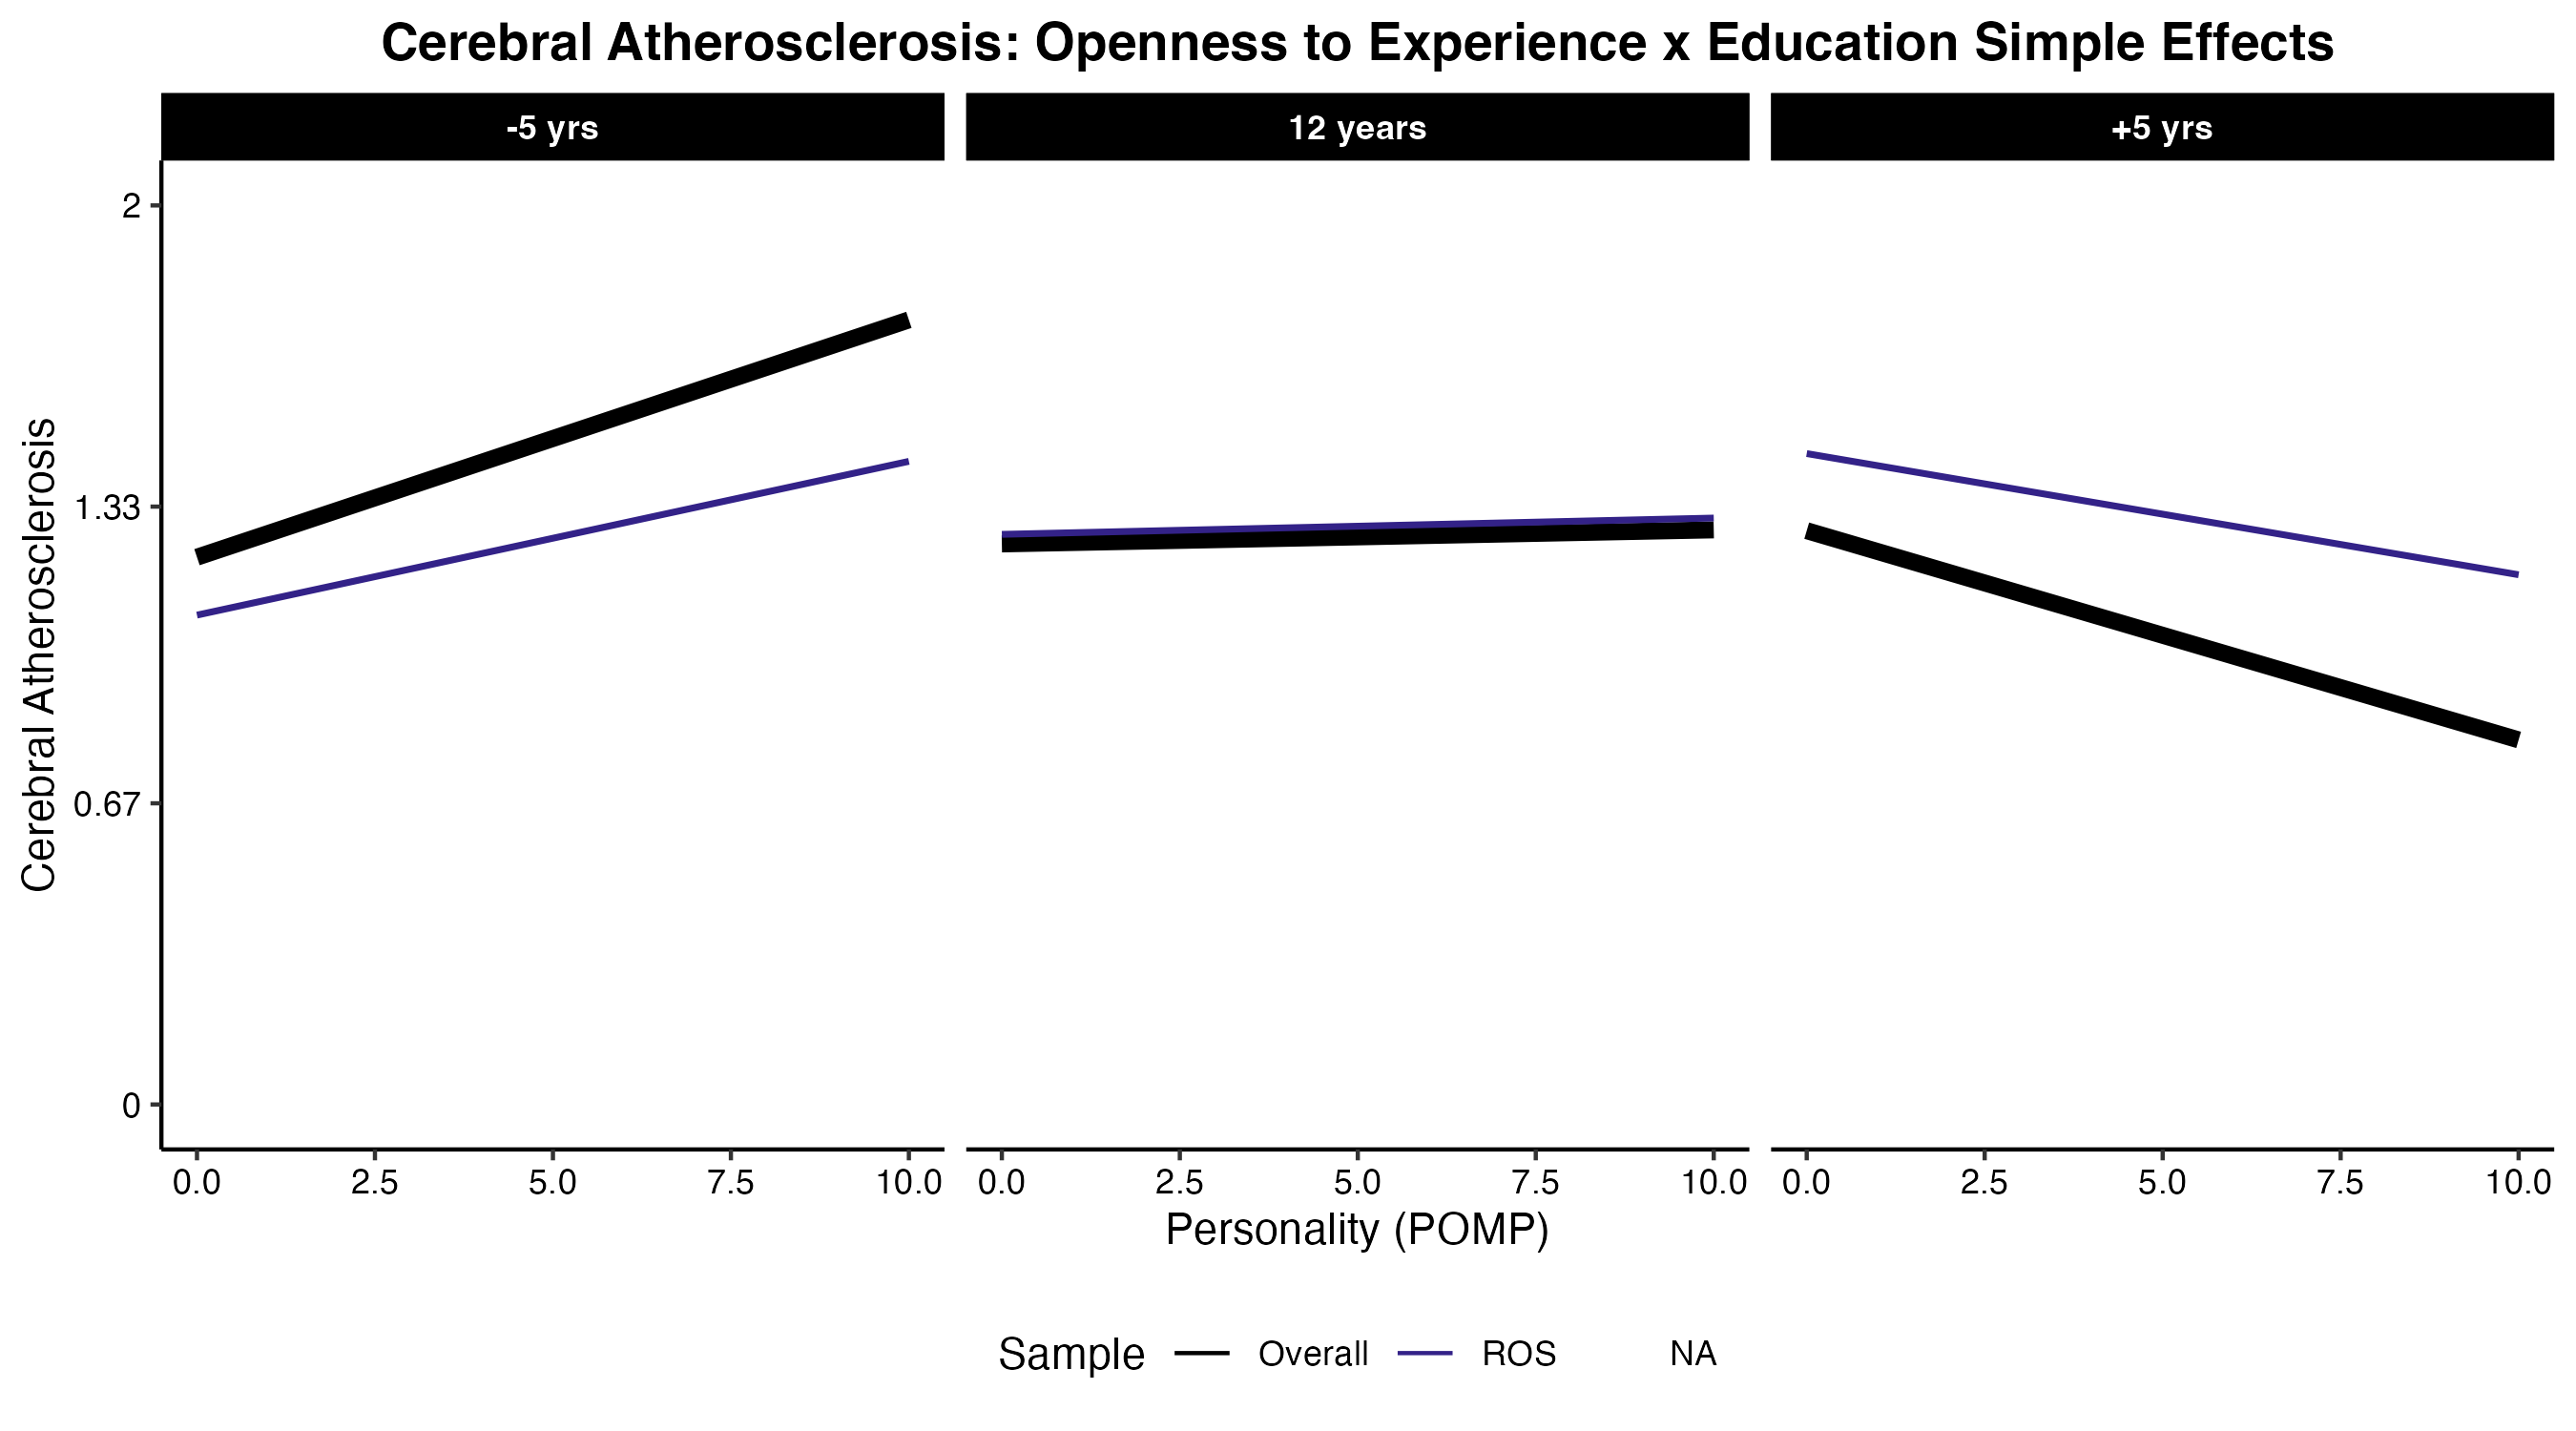 Cerebral Atherosclerosis: Openness to Experience x Education Simple Effects
-5 yrs
12 years
+5 yrs
Cerebral Atherosclerosis
2
1.33
0.67
0
0.0 2.5 5.0 7.5 10.0
0.0 2.5 5.0 7.5 10.0
0.0 2.5 5.0 7.5 10.0
Personality (POMP)
Sample Overall ROS NA